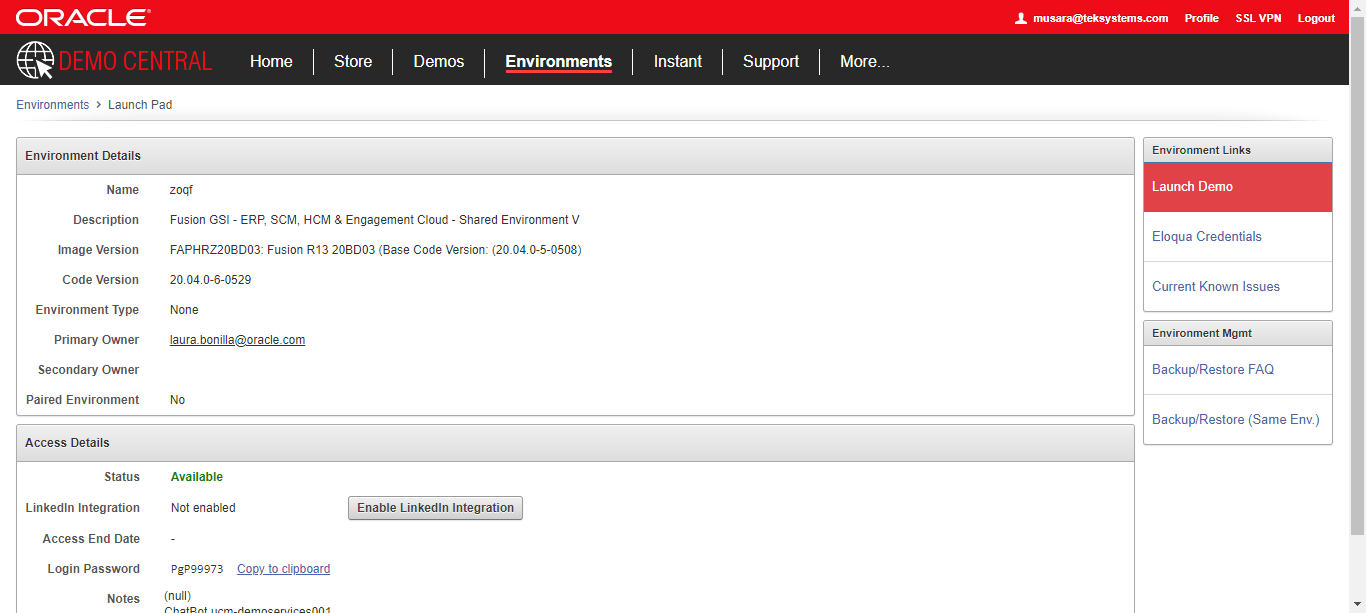 ORACLE®
musara@teksystems.com Profile SSL VPN Logout
DEMO CENTRAL Home Store Demos Environments Instant Support More...
Environments > Launch Pad
Environment Details
Name zoqf
Description Fusion GSI - ERP, SCM, HCM & Engagement Cloud - Shared Environment V
Image Version FAPHRZ20BD03: Fusion R13 20BD03 (Base Code Version: (20.04.0-5-0508)
Code Version 20.04.0-6-0529
Environment Type None
Primary Owner laura.bonilla@oracle.com
Secondary Owner
Paired Environment No
Access Details
Status Available
LinkedIn Integration Not enabled Enable LinkedIn Integration
Access End Date -
Login Password PgP99973 Copy to clipboard
Notes (null)
ChatBot ucm-demoservices001
Environment Links
Launch Demo
Eloqua Credentials
Current Known Issues
Environment Mgmt
Backup/Restore FAQ
Backup/Restore (Same Env.)